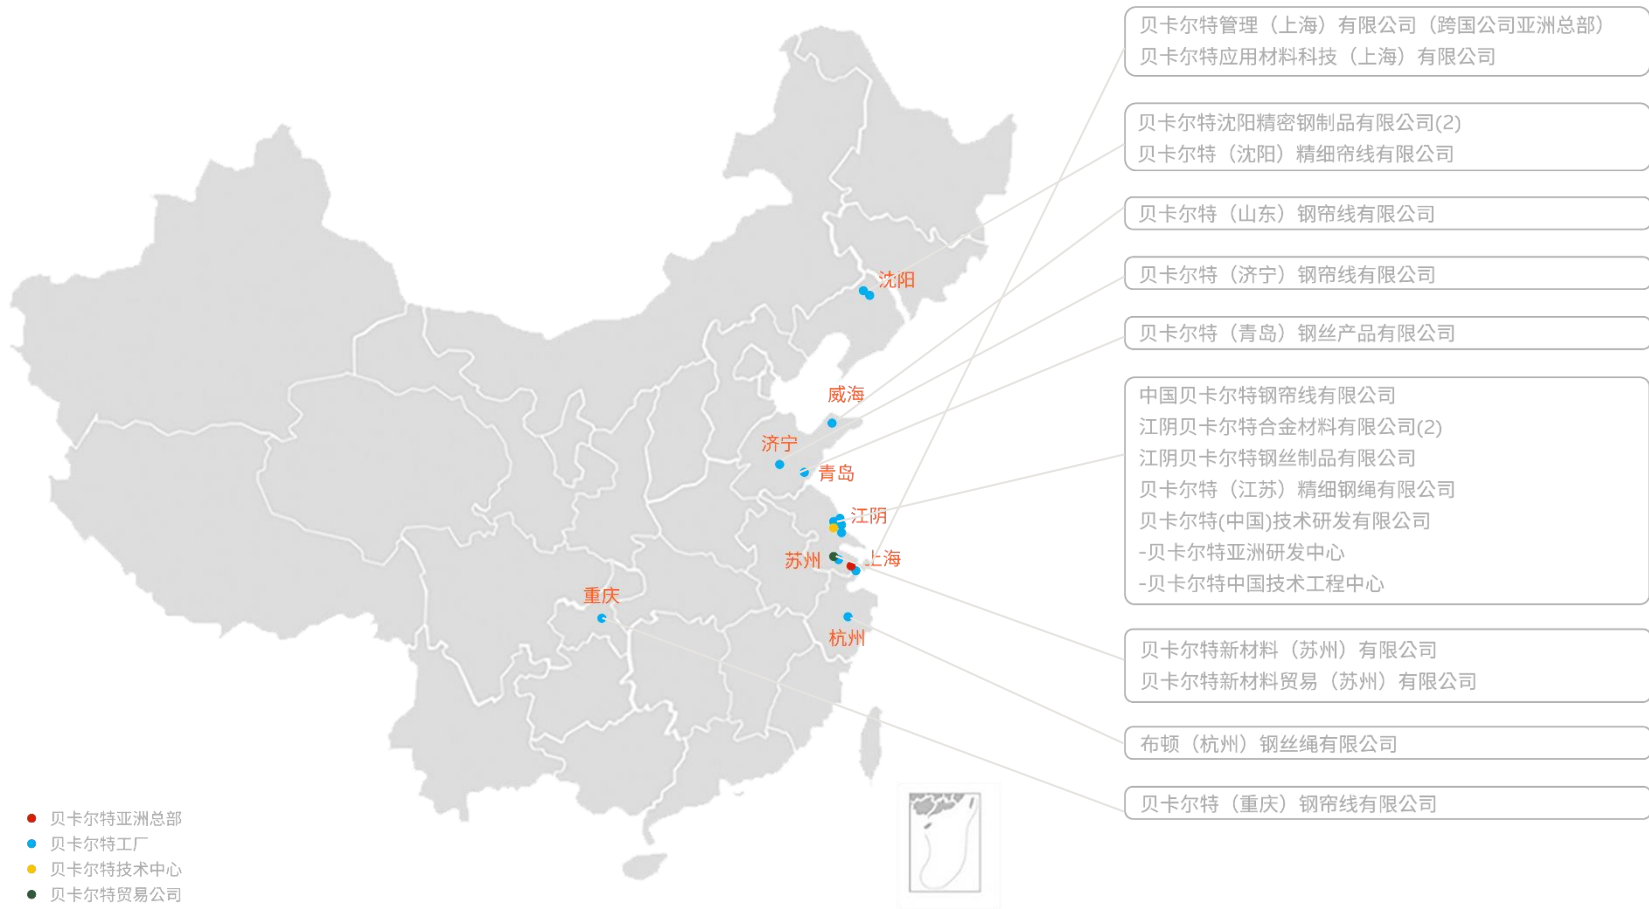 贝卡尔特管理（上海）有限公司（跨国公司亚洲总部）
贝卡尔特应用材料科技（上海）有限公司
贝卡尔特沈阳精密钢制品有限公司(2)
贝卡尔特（沈阳）精细帘线有限公司
贝卡尔特（山东）钢帘线有限公司
贝卡尔特（济宁）钢帘线有限公司
贝卡尔特（青岛）钢丝产品有限公司
中国贝卡尔特钢帘线有限公司
江阴贝卡尔特合金材料有限公司(2)
江阴贝卡尔特钢丝制品有限公司
贝卡尔特（江苏）精细钢绳有限公司
贝卡尔特(中国)技术研发有限公司
-贝卡尔特亚洲研发中心
-贝卡尔特中国技术工程中心
贝卡尔特新材料（苏州）有限公司
贝卡尔特新材料贸易（苏州）有限公司
布顿（杭州）钢丝绳有限公司
贝卡尔特（重庆）钢帘线有限公司
沈阳
威海
济宁
青岛
江阴
苏州
上海
重庆
杭州
贝卡尔特亚洲总部
贝卡尔特工厂
贝卡尔特技术中心
贝卡尔特贸易公司